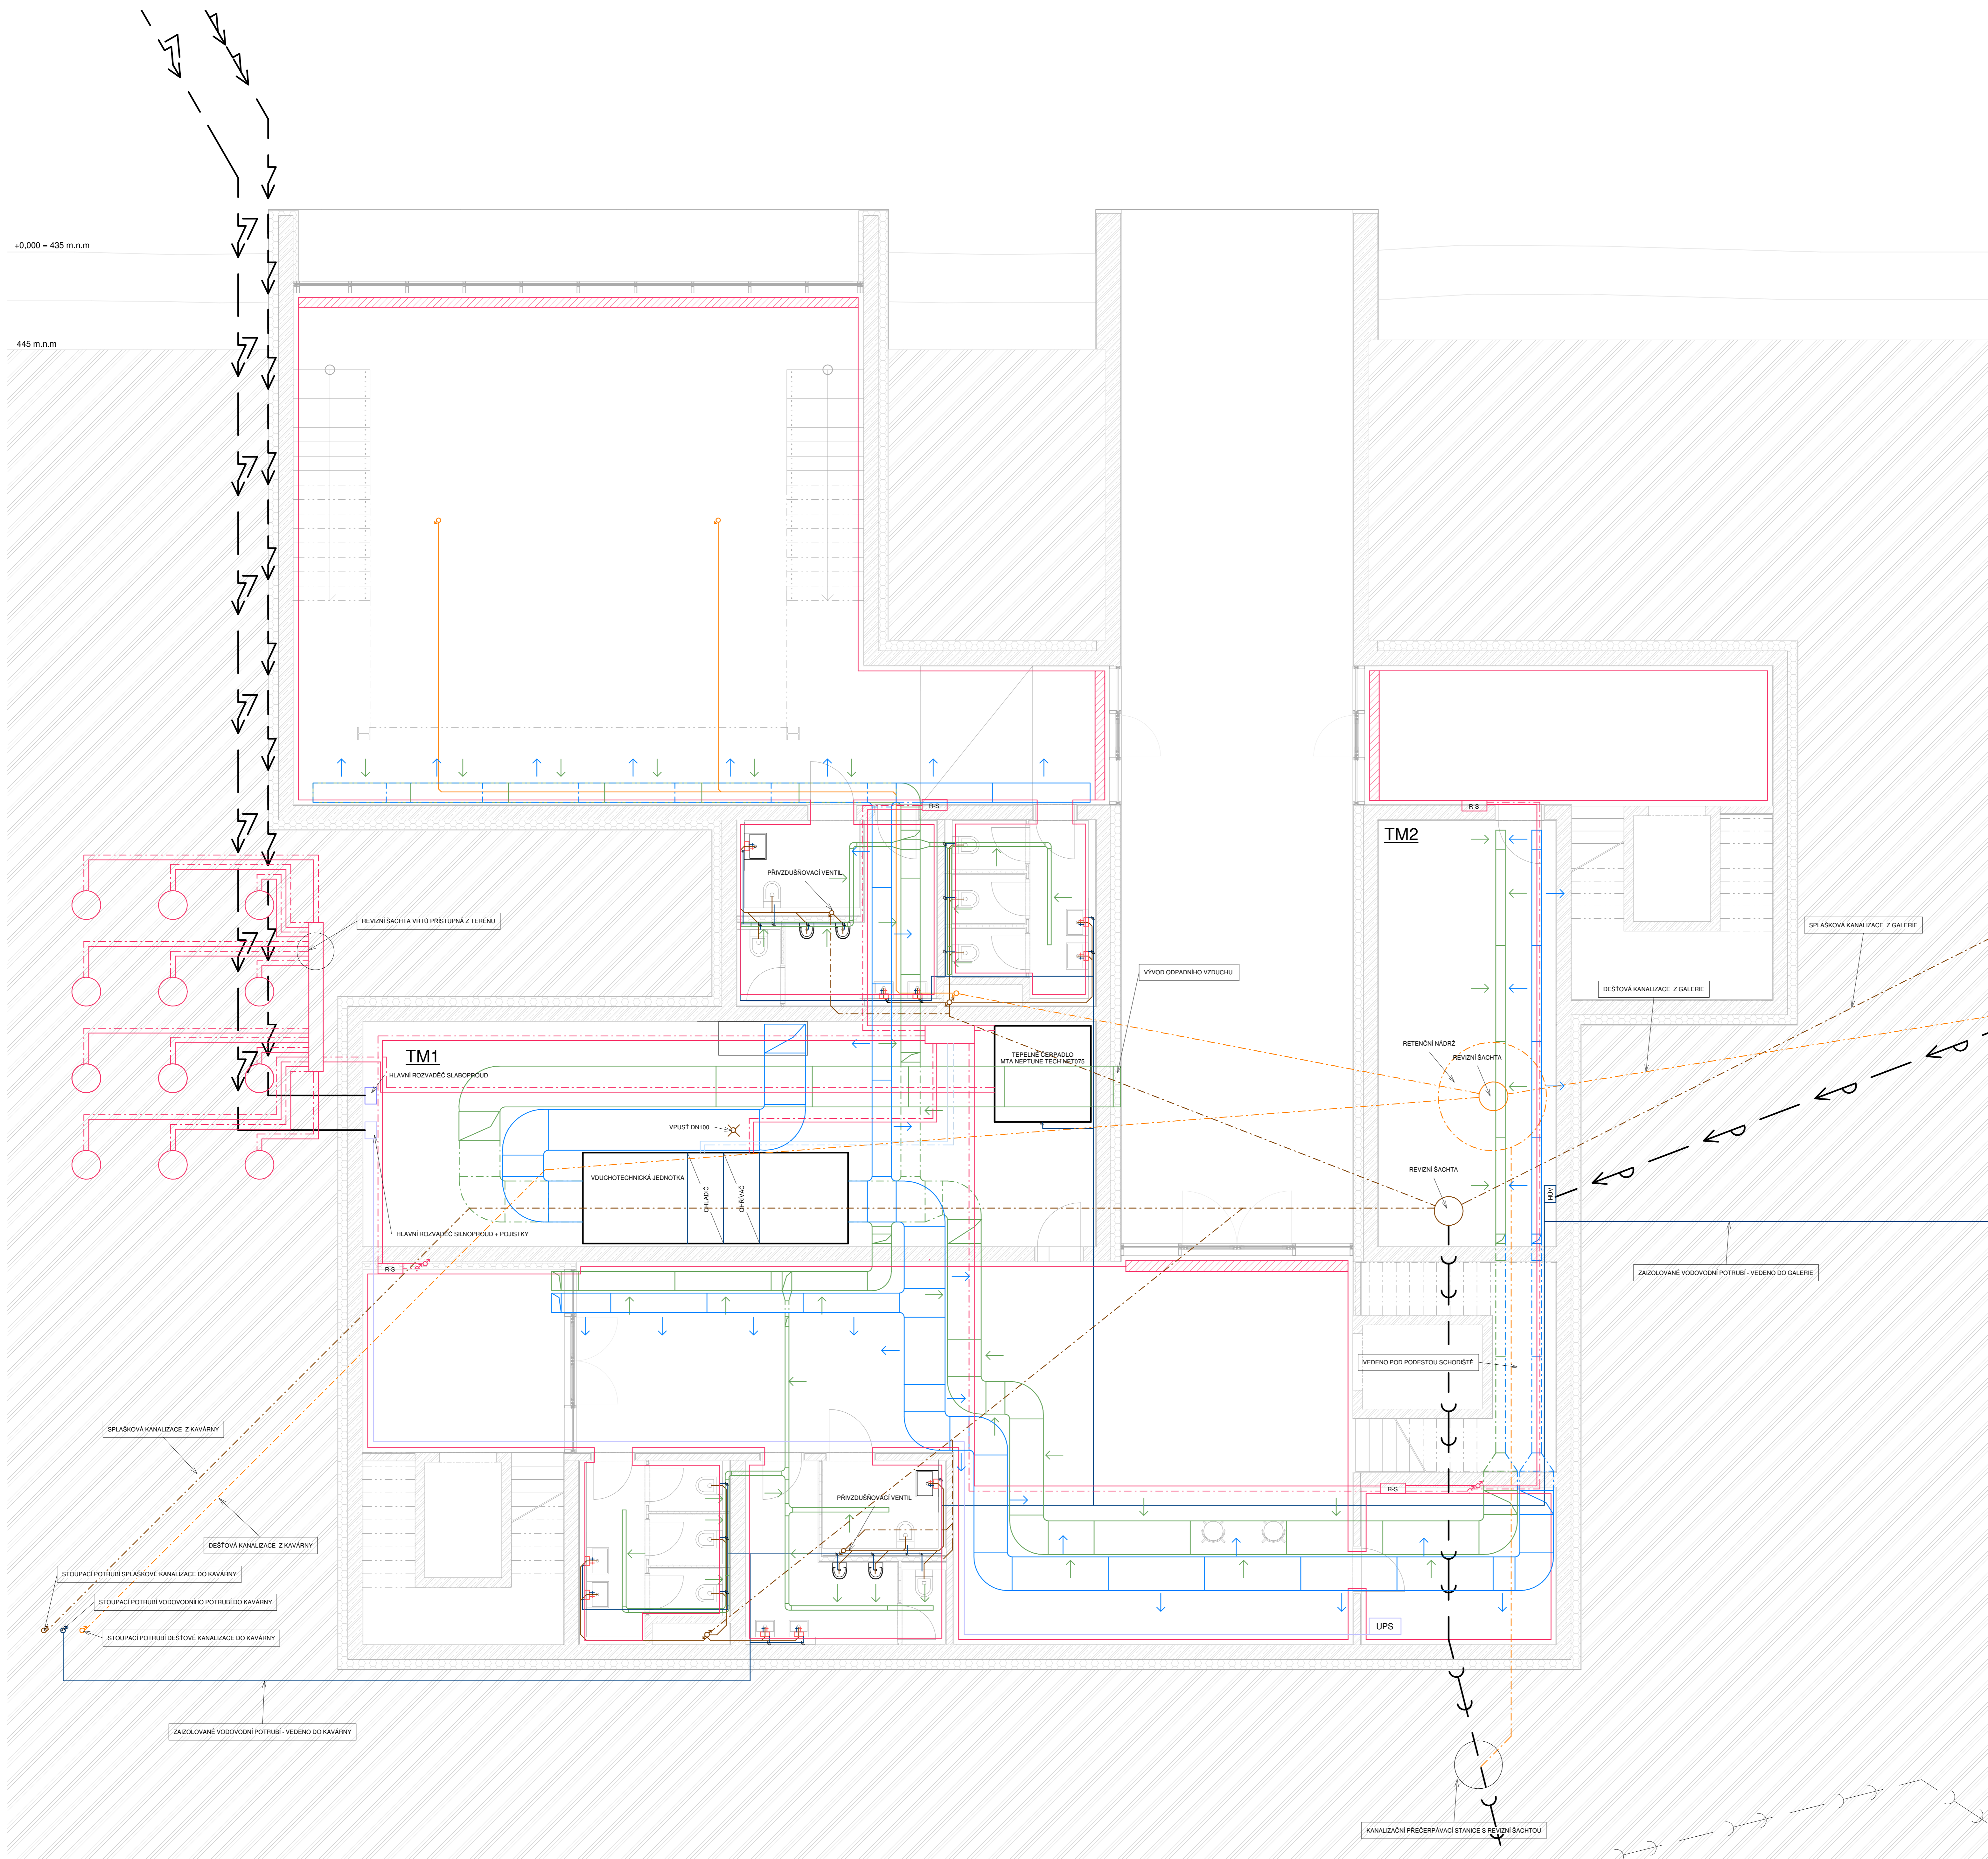 +0,000 = 435 m.n.m
445 m.n.m
R-S
R-S
TM2
PŘIVZDUŠŇOVACÍ VENTIL
REVIZNÍ ŠACHTA VRTŮ PŘÍSTUPNÁ Z TERÉNU
SPLAŠKOVÁ KANALIZACE Z GALERIE
VÝVOD ODPADNÍHO VZDUCHU
DEŠŤOVÁ KANALIZACE Z GALERIE
RETENČNÍ NÁDRŽ
REVIZNÍ ŠACHTA
TM1
TEPELNÉ ČERPADLO
MTA NEPTUNE TECH NET075
HLAVNÍ ROZVADĚČ SLABOPROUD
VPUSŤ DN100
REVIZNÍ ŠACHTA
VDUCHOTECHNICKÁ JEDNOTKA
CHLADIČ
OHŘÍVAČ
HUV
HLAVNÍ ROZVADĚČ SILNOPROUD + POJISTKY
R-S
ZAIZOLOVANÉ VODOVODNÍ POTRUBÍ - VEDENO DO GALERIE
VEDENO POD PODESTOU SCHODIŠTĚ
SPLAŠKOVÁ KANALIZACE Z KAVÁRNY
R-S
PŘIVZDUŠŇOVACÍ VENTIL
DEŠŤOVÁ KANALIZACE Z KAVÁRNY
STOUPACÍ POTRUBÍ SPLAŠKOVÉ KANALIZACE DO KAVÁRNY
STOUPACÍ POTRUBÍ VODOVODNÍHO POTRUBÍ DO KAVÁRNY
UPS
STOUPACÍ POTRUBÍ DEŠŤOVÉ KANALIZACE DO KAVÁRNY
ZAIZOLOVANÉ VODOVODNÍ POTRUBÍ - VEDENO DO KAVÁRNY
KANALIZAČNÍ PŘEČERPÁVACÍ STANICE S REVIZNÍ ŠACHTOU